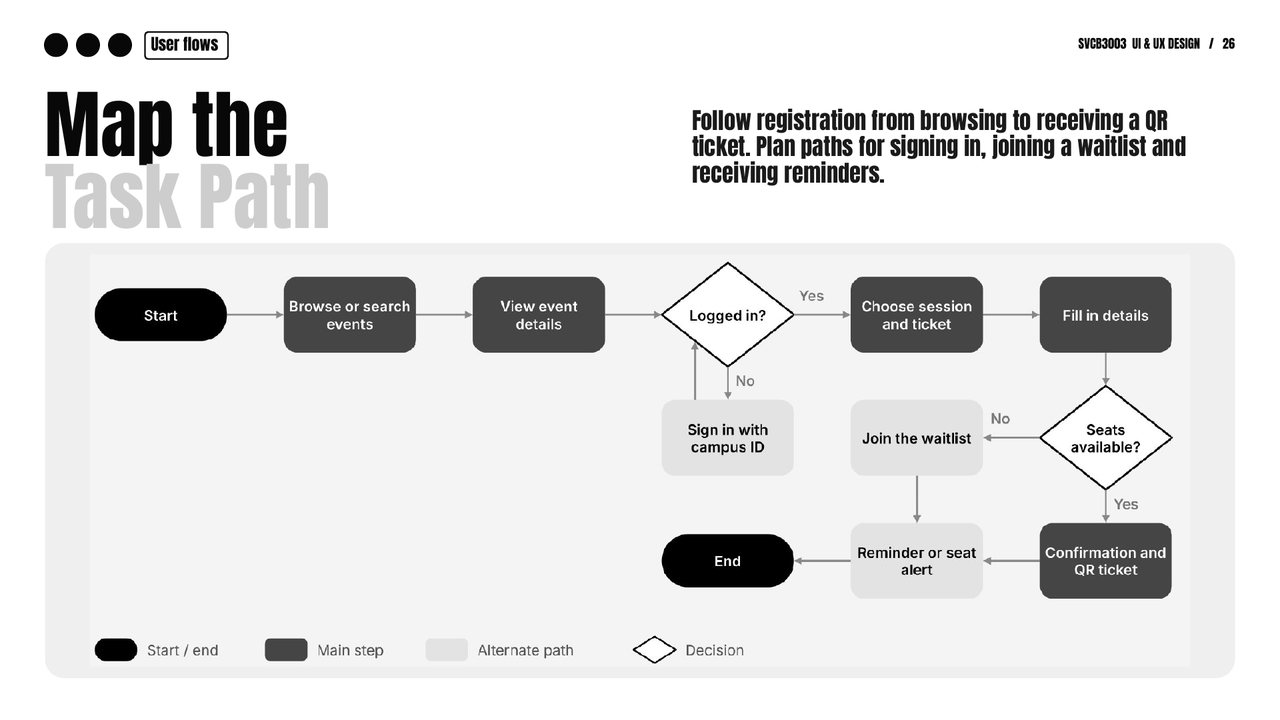 User flows
SVCB3003 UI & UX DESIGN / 26
Map the
Task Path
Follow registration from browsing to receiving a QR
ticket. Plan paths for signing in, joining a waitlist and
receiving reminders.
Start
Browse or search
events
View event
details
Logged in?
Yes
Choose session
and ticket
Fill in details
No
Sign in with
campus ID
Join the waitlist
No
Seats
available?
Yes
End
Reminder or seat
alert
Confirmation and
QR ticket
Start / end
Main step
Alternate path
Decision